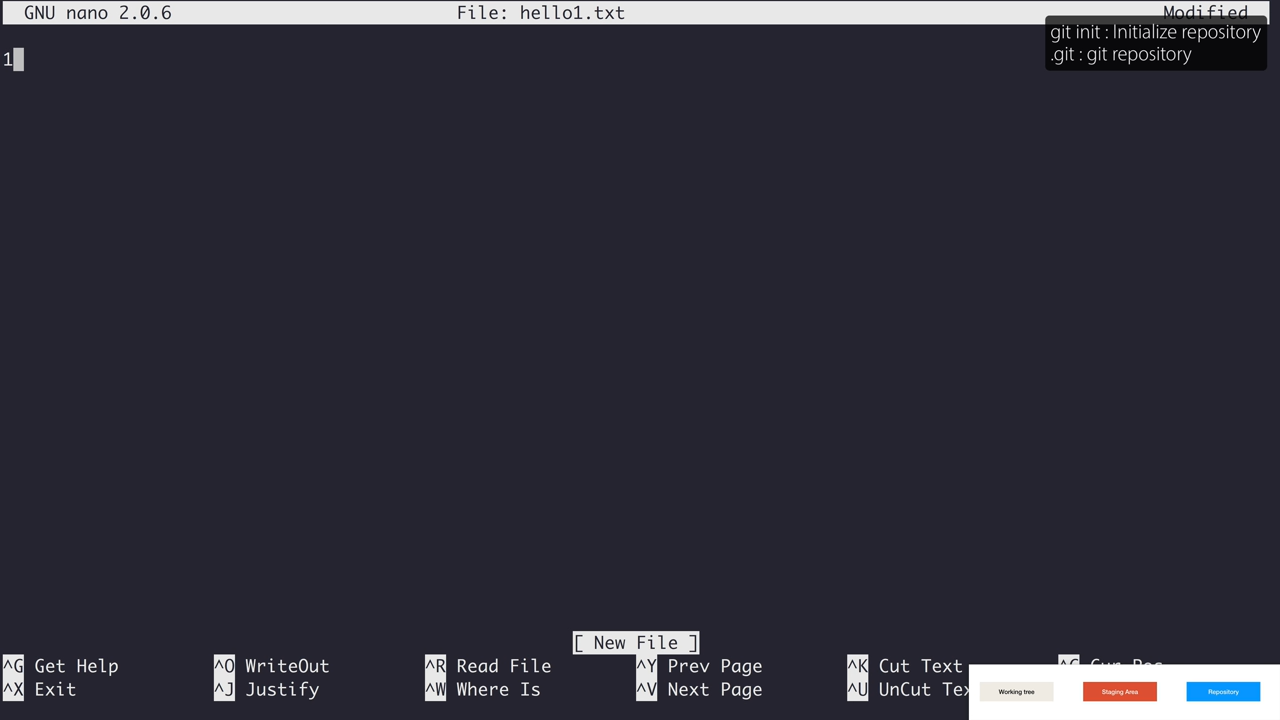 GNU nano 2.0.6 File: hello1.txt Modified
git init : Initialize repository
.git : git repository
1
[ New File ]
^G Get Help ^O WriteOut ^R Read File ^Y Prev Page ^K Cut Text ^C Cur Pos
^X Exit ^J Justify ^W Where Is ^V Next Page ^U UnCut Tex
Working tree Staging Area Repository